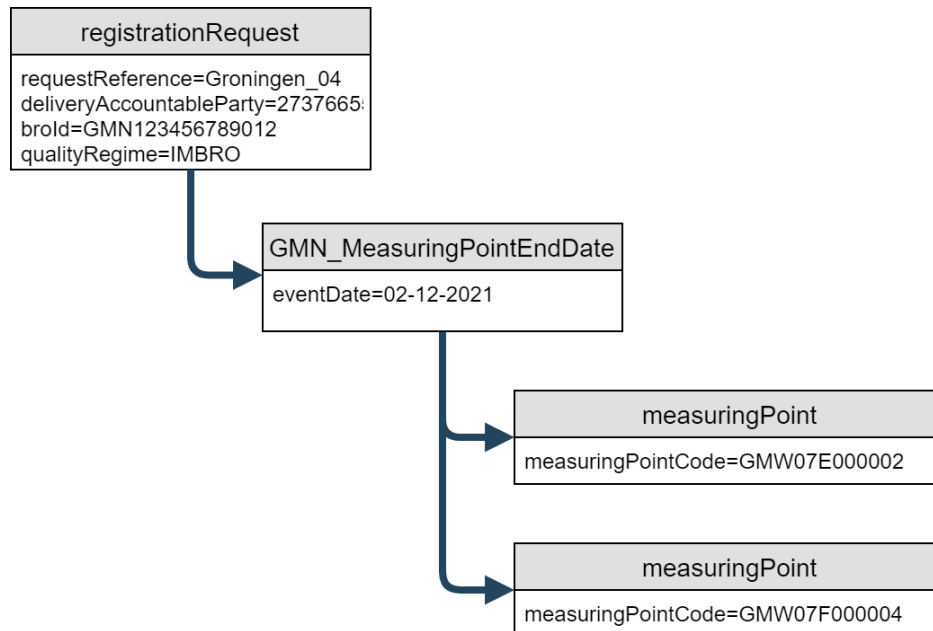 registrationRequest
requestReference=Groningen_04
deliveryAccountableParty=2737665
broId=GMN123456789012
qualityRegime=IMBRO
GMN_MeasuringPointEndDate
eventDate=02-12-2021
measuringPoint
measuringPointCode=GMW07E000002
measuringPoint
measuringPointCode=GMW07F000004